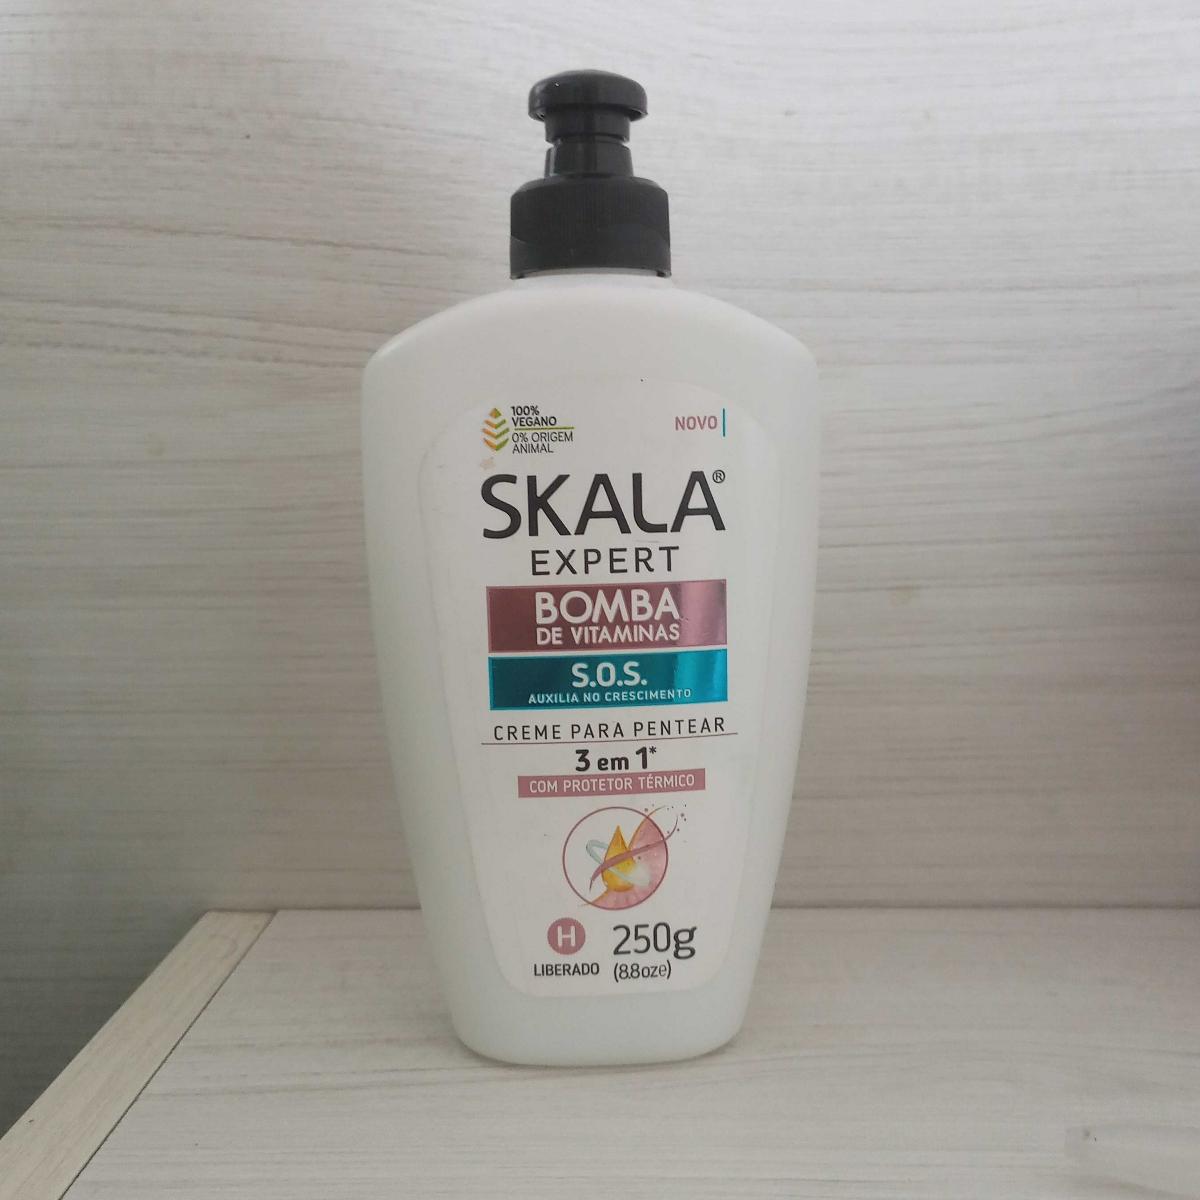 100%
VEGANO
0% ORIGEM
ANIMAL
NOVO
SKALA®
EXPERT
BOMBA
DE VITAMINAS
S.O.S.
AUXILIA NO CRESCIMENTO
CREME PARA PENTEAR
3 em 1*
COM PROTETOR TÉRMICO
H
LIBERADO
250g
(8.8oze)